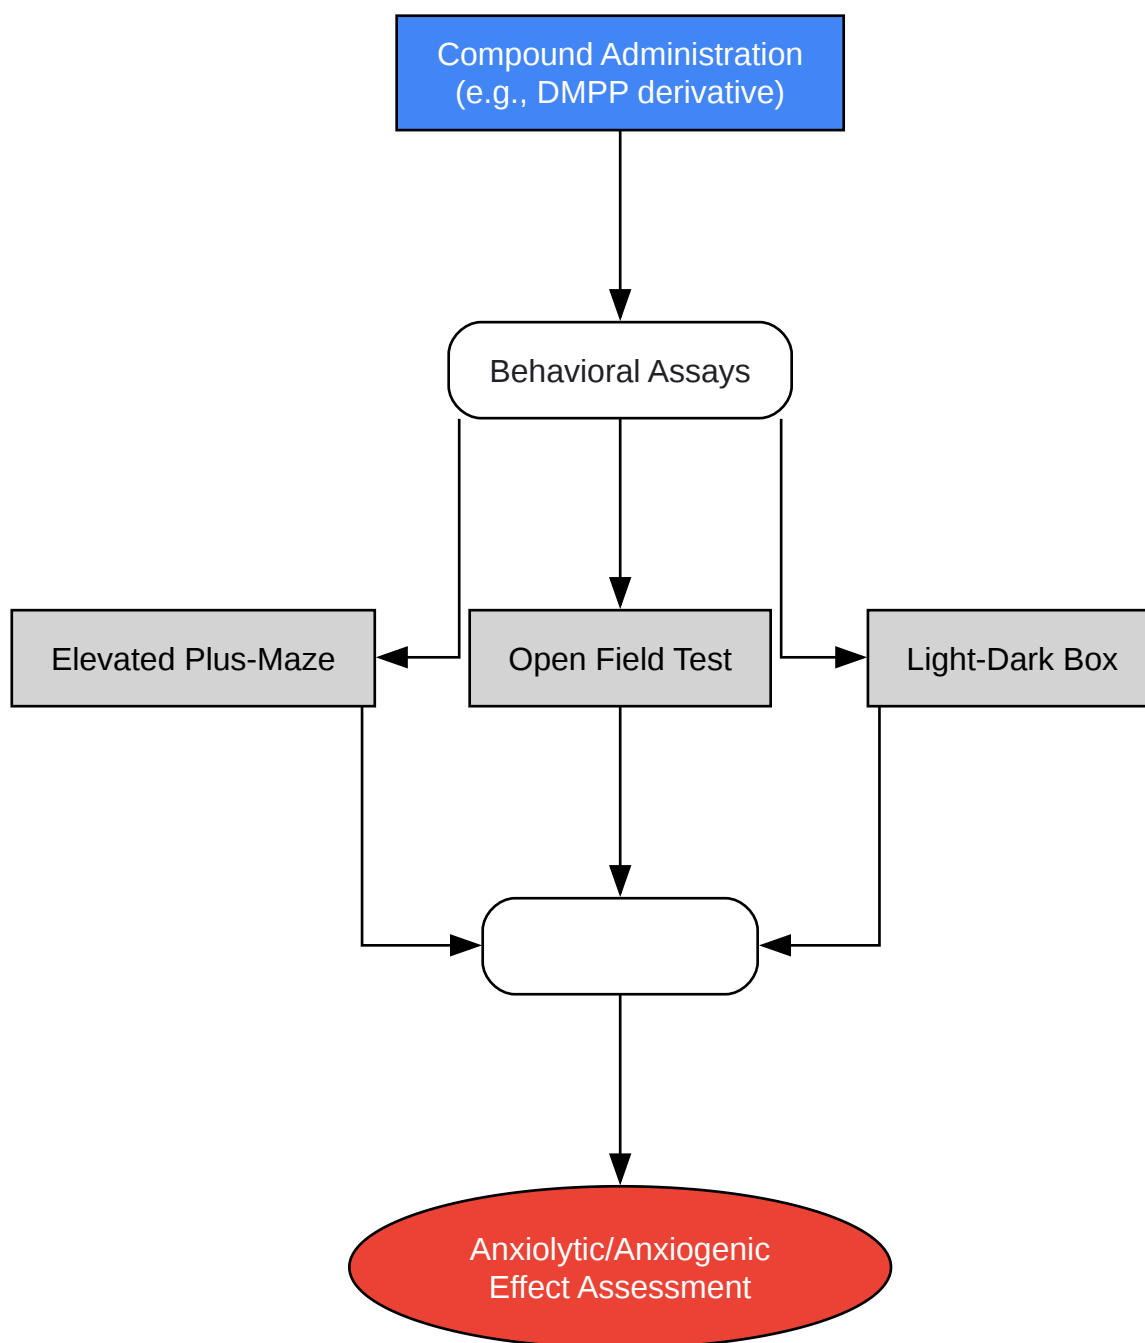 Compound Administration
(e.g., DMPP derivative)
Behavioral Assays
Elevated Plus-Maze
Open Field Test
Light-Dark Box
Anxiolytic/Anxiogenic
Effect Assessment